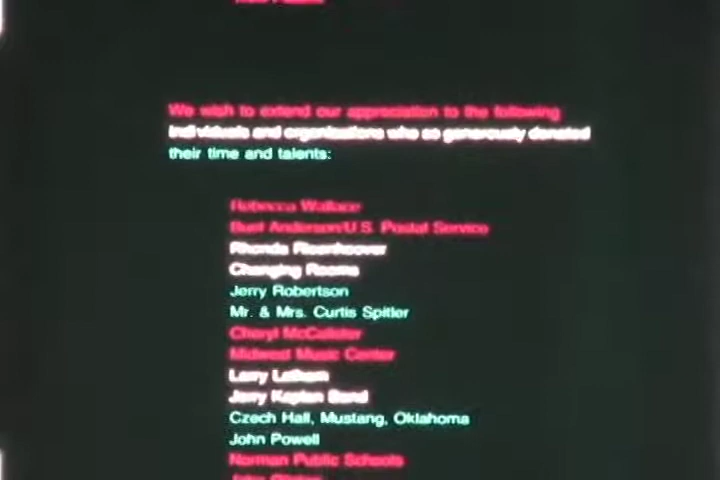 We wish to extend our appreciation to the following
individuals and organizations who so generously donated
their time and talents:
Rebecca Wallace
Burt Anderson/U.S. Postal Service
Rhonda Risenhoover
Changing Rooms
Jerry Robertson
Mr. & Mrs. Curtis Spitler
Cheryl McCalister
Midwest Music Center
Larry Latham
Jerry Kaplan Band
Czech Hall, Mustang, Oklahoma
John Powell
Norman Public Schools